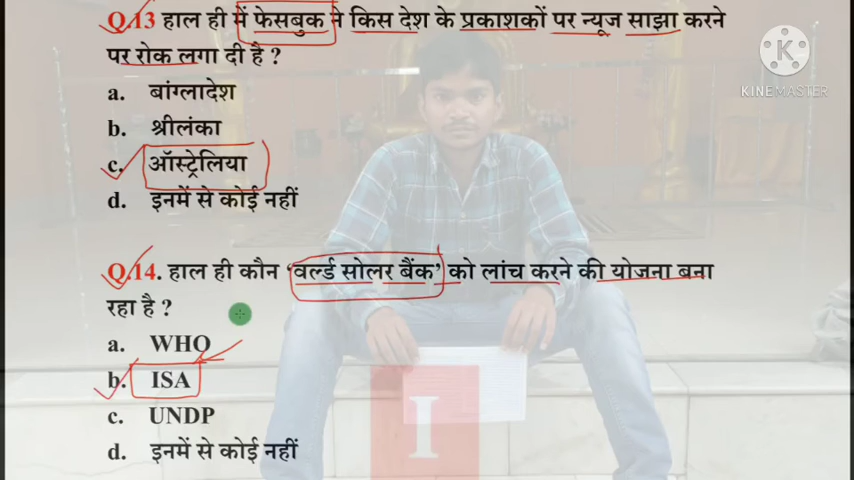 Q.13 हाल ही में फेसबुक ने किस देश के प्रकाशकों पर न्यूज साझा करने
पर रोक लगा दी है ?
a. बांग्लादेश
b. श्रीलंका
c. ऑस्ट्रेलिया
d. इनमें से कोई नहीं
Q.14. हाल ही कौन ‘वर्ल्ड सोलर बैंक’ को लांच करने की योजना बना
रहा है ?
a. WHO
b. ISA
c. UNDP
d. इनमें से कोई नहीं
K
KINEMASTER
I